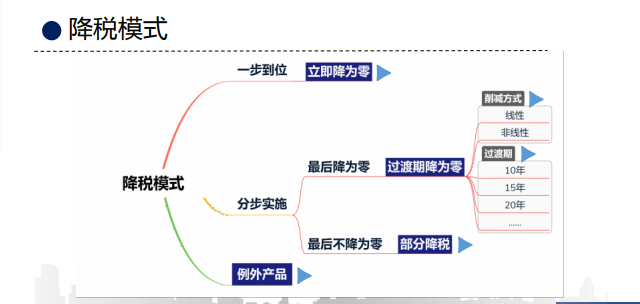 降税模式
一步到位
立即降为零
削减方式
线性
非线性
过渡期
10年
15年
20年
......
最后降为零
过渡期降为零
降税模式
分步实施
最后不降为零
部分降税
例外产品